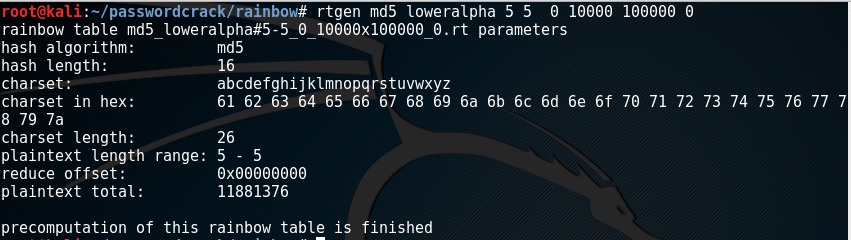 root@kali:~/passwordcrack/rainbow# rtgen md5 loweralpha 5 5  0 10000 100000 0
rainbow table md5_loweralpha#5-5_0_10000x100000_0.rt parameters
hash algorithm:         md5
hash length:            16
charset:                abcdefghijklmnopqrstuvwxyz
charset in hex:         61 62 63 64 65 66 67 68 69 6a 6b 6c 6d 6e 6f 70 71 72 73 74 75 76 77 7
8 79 7a
charset length:         26
plaintext length range: 5 - 5
reduce offset:          0x00000000
plaintext total:        11881376
precomputation of this rainbow table is finished